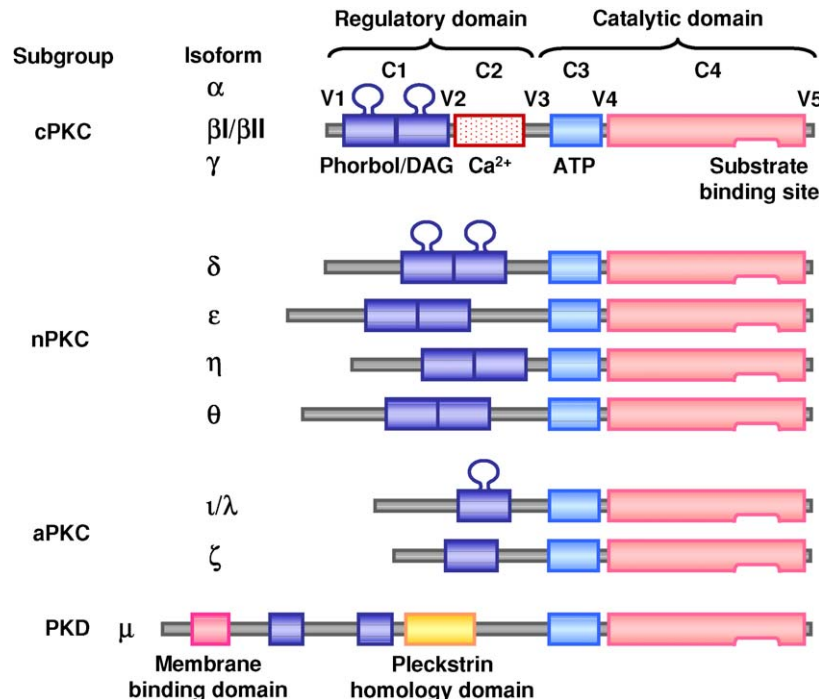 Regulatory domain Catalytic domain
Subgroup Isoform C1 C2 C3 C4
α
V1 V2 V3 V4 V5
cPKC βI/βII
γ Phorbol/DAG Ca²⁺ ATP Substrate
binding site
δ
ε
nPKC
η
θ
ι/λ
aPKC
ζ
PKD μ
Membrane Pleckstrin
binding domain homology domain